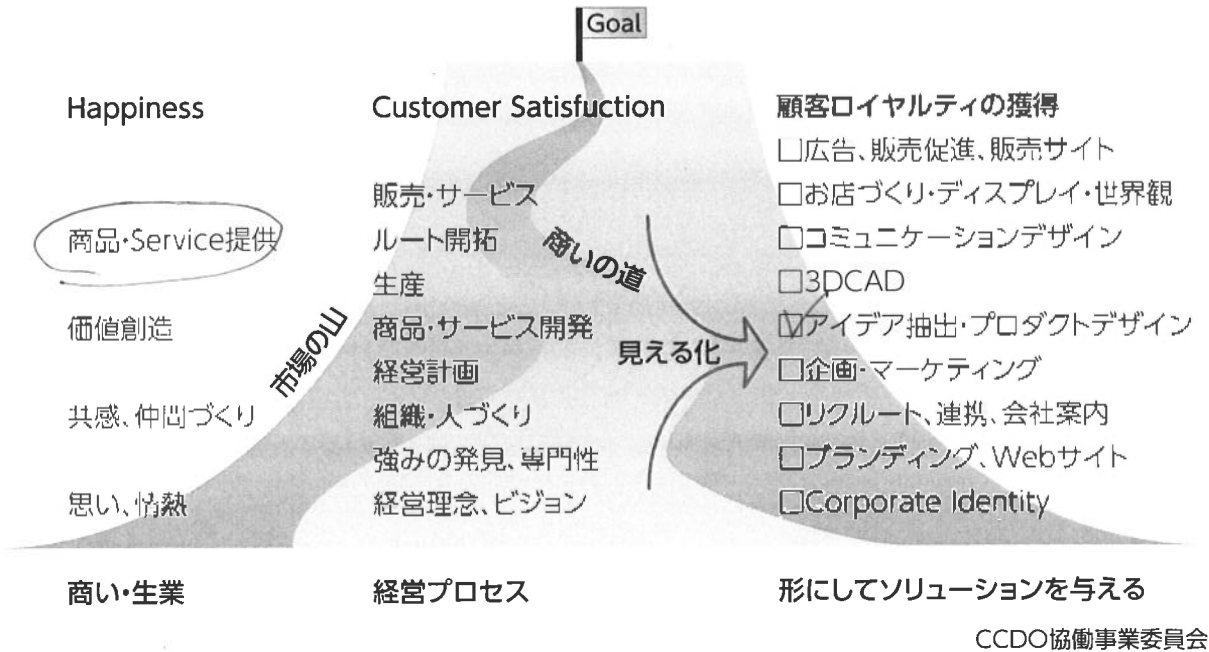 Goal
Happiness
商品・Service提供
価値創造
共感、仲間づくり
思い、情熱
商い・生業
市場の山
Customer Satisfuction
販売・サービス
ルート開拓
生産
商品・サービス開発
経営計画
組織・人づくり
強みの発見、専門性
経営理念、ビジョン
経営プロセス
商いの道
見える化
顧客ロイヤルティの獲得
□広告、販売促進、販売サイト
□お店づくり・ディスプレイ・世界観
□コミュニケーションデザイン
□3DCAD
☑アイデア抽出・プロダクトデザイン
□企画・マーケティング
□リクルート、連携、会社案内
□ブランディング、Webサイト
□Corporate Identity
形にしてソリューションを与える
CCDO協働事業委員会